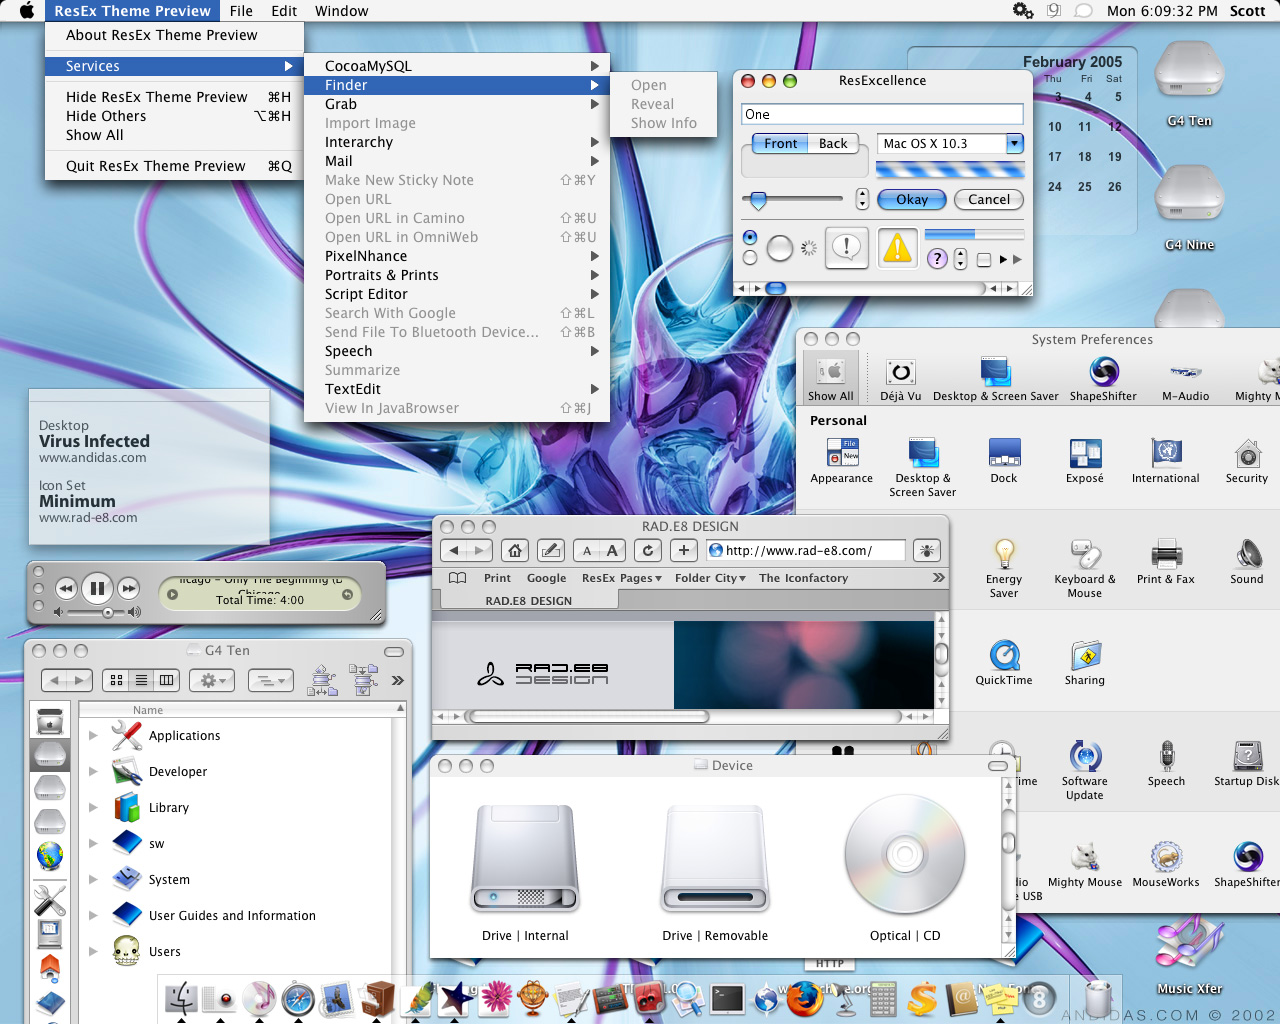 ResEx Theme Preview File Edit Window
Mon 6:09:32 PM Scott
About ResEx Theme Preview
Services
Hide ResEx Theme Preview ⌘H
Hide Others ⌥⌘H
Show All
Quit ResEx Theme Preview ⌘Q
CocoaMySQL
Finder
Grab
Import Image
Interarchy
Mail
Make New Sticky Note ⇧⌘Y
Open URL
Open URL in Camino ⇧⌘U
Open URL in OmniWeb ⇧⌘U
PixelNhance
Portraits & Prints
Script Editor
Search With Google ⇧⌘L
Send File To Bluetooth Device... ⇧⌘B
Speech
Summarize
TextEdit
View In JavaBrowser ⇧⌘J
Open
Reveal
Show Info
ResExcellence
One
Front Back
Mac OS X 10.3
Okay Cancel
February 2005
Thu Fri Sat
3 4 5
10 11 12
17 18 19
24 25 26
G4 Ten
G4 Nine
System Preferences
Show All Déjà Vu Desktop & Screen Saver ShapeShifter M-Audio Mighty
Personal
Appearance
Desktop & Screen Saver
Dock
Exposé
International
Security
Energy Saver
Keyboard & Mouse
Print & Fax
Sound
QuickTime
Sharing
Software Update
Speech
Startup Disk
Mighty Mouse
MouseWorks
ShapeShifter
USB
Desktop
Virus Infected
www.andidas.com
Icon Set
Minimum
www.rad-e8.com
Only The Beginning
Chicago
Total Time: 4:00
RAD.E8 DESIGN
A A
http://www.rad-e8.com/
Print Google ResEx Pages Folder City The Iconfactory
RAD.E8 DESIGN
RAD.E8
DESIGN
G4 Ten
Name
Applications
Developer
Library
sw
System
User Guides and Information
Users
Device
Drive | Internal
Drive | Removable
Optical | CD
HTTP
Music Xfer
ANDIDAS.COM © 2002